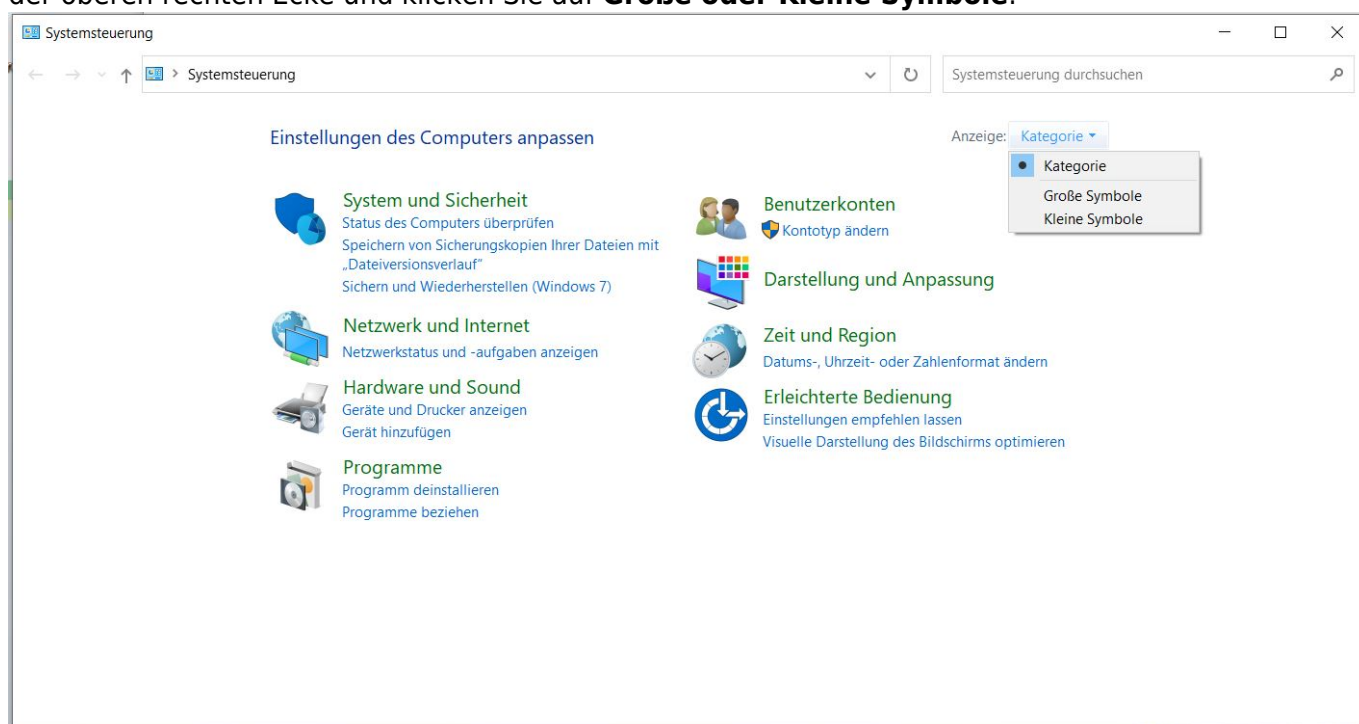 der oberen rechten Ecke und klicken Sie auf Große oder Kleine Symbole.
Systemsteuerung
Systemsteuerung
Systemsteuerung durchsuchen
Einstellungen des Computers anpassen
Anzeige: Kategorie
Kategorie
Große Symbole
Kleine Symbole
System und Sicherheit
Status des Computers überprüfen
Speichern von Sicherungskopien Ihrer Dateien mit
„Dateiversionsverlauf“
Sichern und Wiederherstellen (Windows 7)
Netzwerk und Internet
Netzwerkstatus und -aufgaben anzeigen
Hardware und Sound
Geräte und Drucker anzeigen
Gerät hinzufügen
Programme
Programm deinstallieren
Programme beziehen
Benutzerkonten
Kontotyp ändern
Darstellung und Anpassung
Zeit und Region
Datums-, Uhrzeit- oder Zahlenformat ändern
Erleichterte Bedienung
Einstellungen empfehlen lassen
Visuelle Darstellung des Bildschirms optimieren